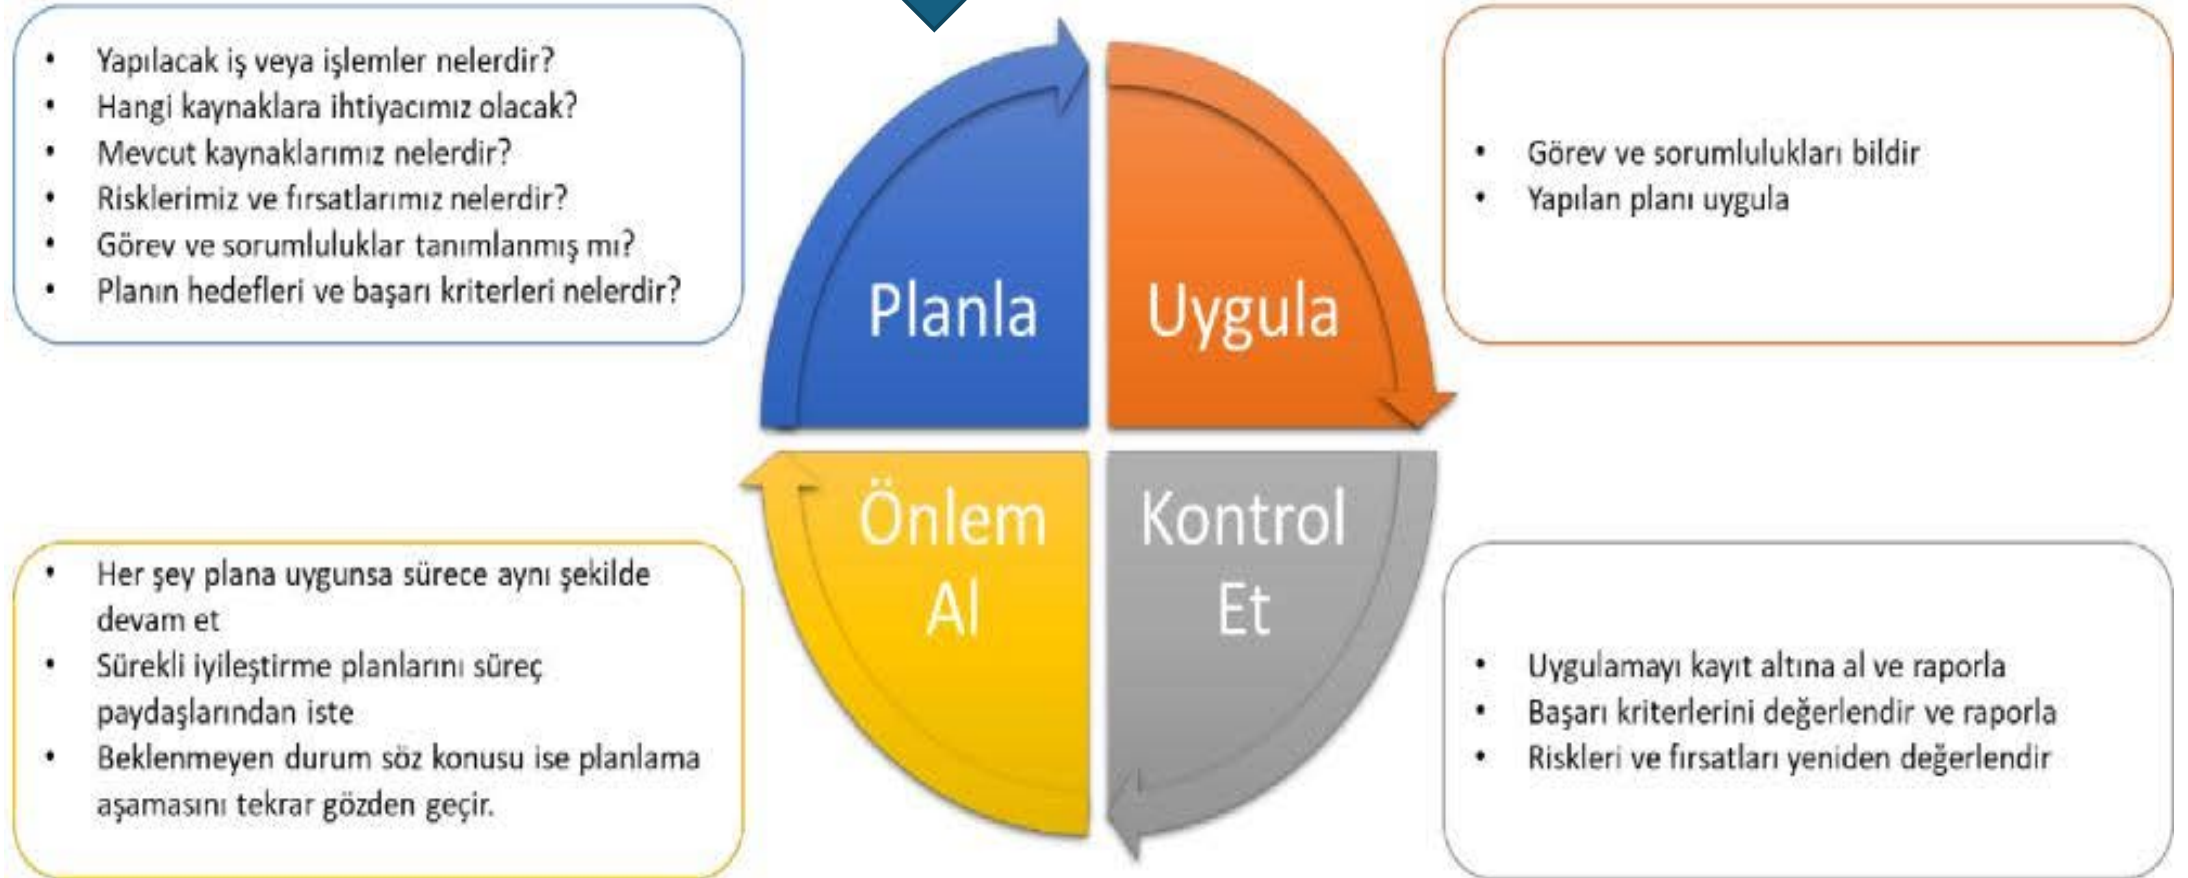 • Yapılacak iş veya işlemler nelerdir?
• Hangi kaynaklara ihtiyacımız olacak?
• Mevcut kaynaklarımız nelerdir?
• Risklerimiz ve fırsatlarımız nelerdir?
• Görev ve sorumluluklar tanımlanmış mı?
• Planın hedefleri ve başarı kriterleri nelerdir?
Planla
Uygula
• Görev ve sorumlulukları bildir
• Yapılan planı uygula
• Her şey plana uygunsa sürece aynı şekilde
devam et
• Sürekli iyileştirme planlarını süreç
paydaşlarından iste
• Beklenmeyen durum söz konusu ise planlama
aşamasını tekrar gözden geçir.
Önlem
Al
Kontrol
Et
• Uygulamayı kayıt altına al ve raporla
• Başarı kriterlerini değerlendir ve raporla
• Riskleri ve fırsatları yeniden değerlendir